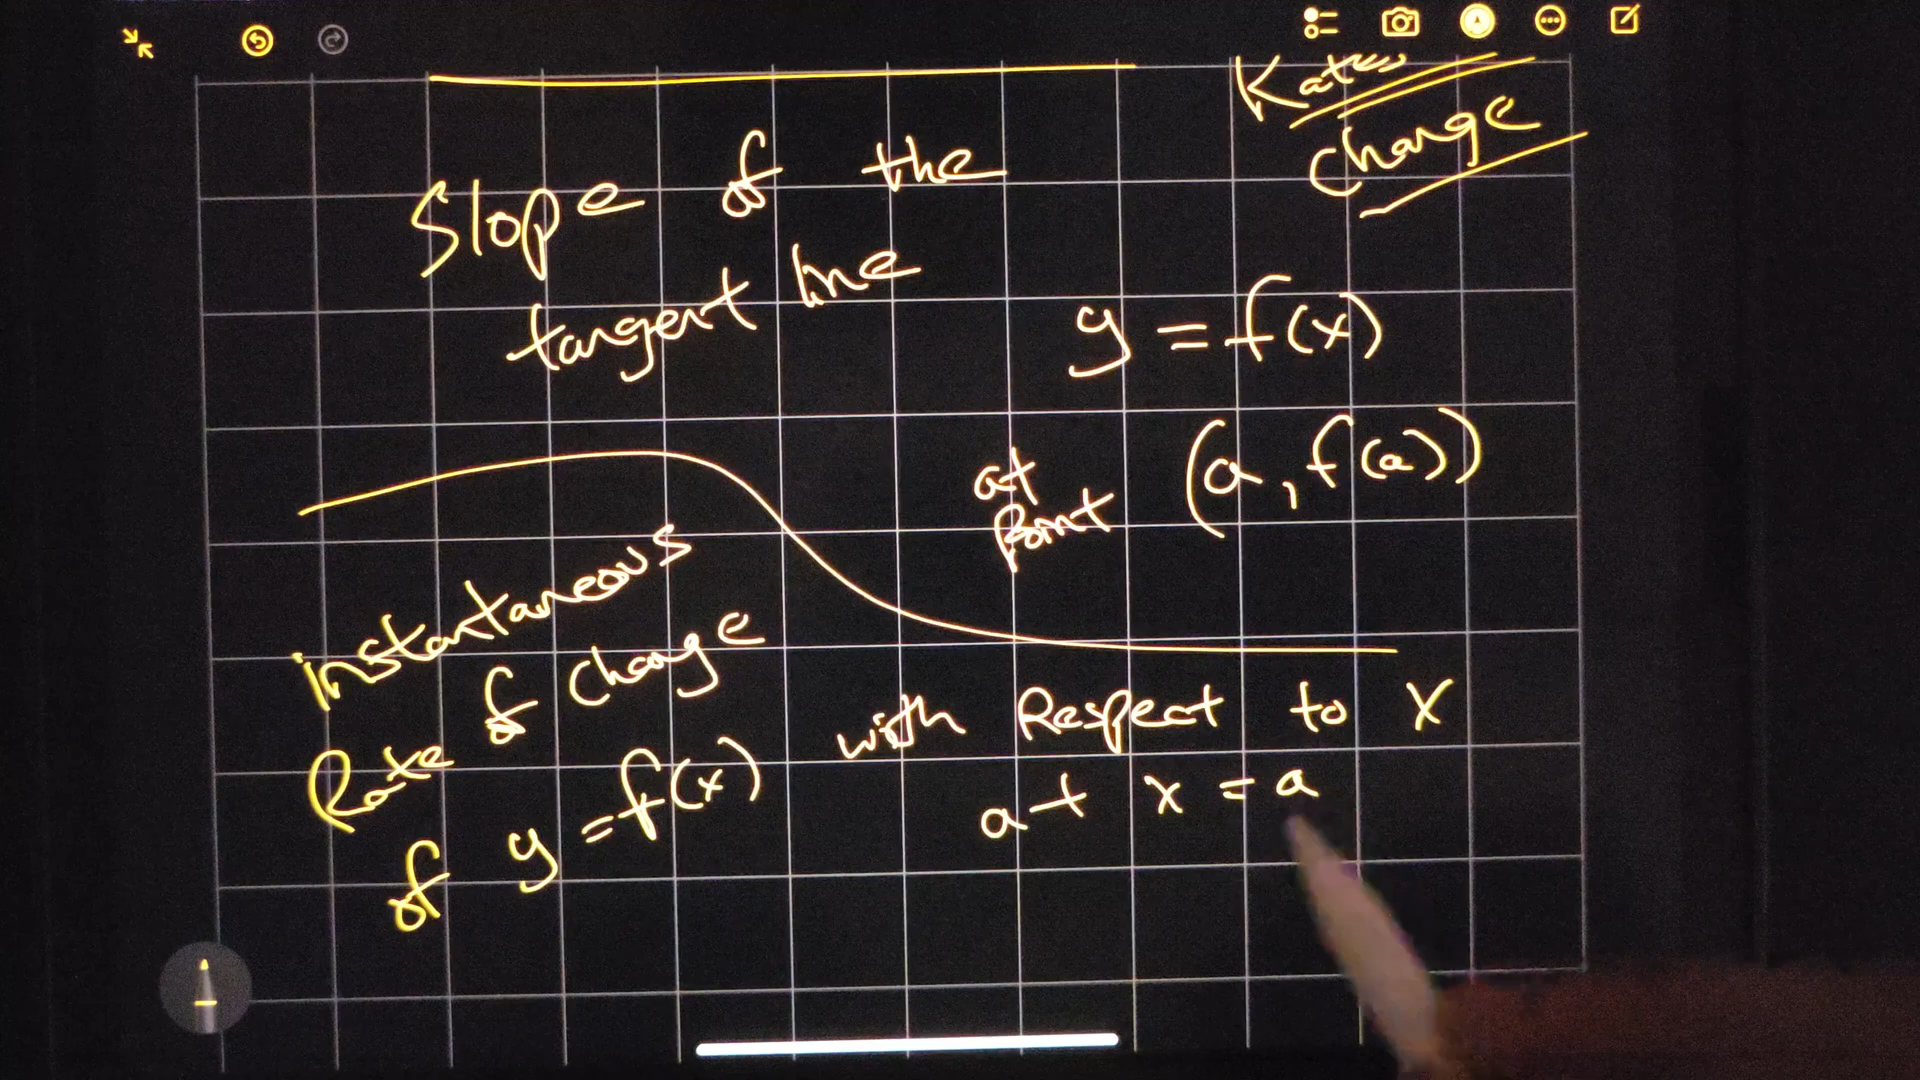 Rates
Change
Slope of the
tangent line
y = f(x)
at
point (a, f(a))
instantaneous
Rate of change
of y = f(x) with Respect to x
at x = a